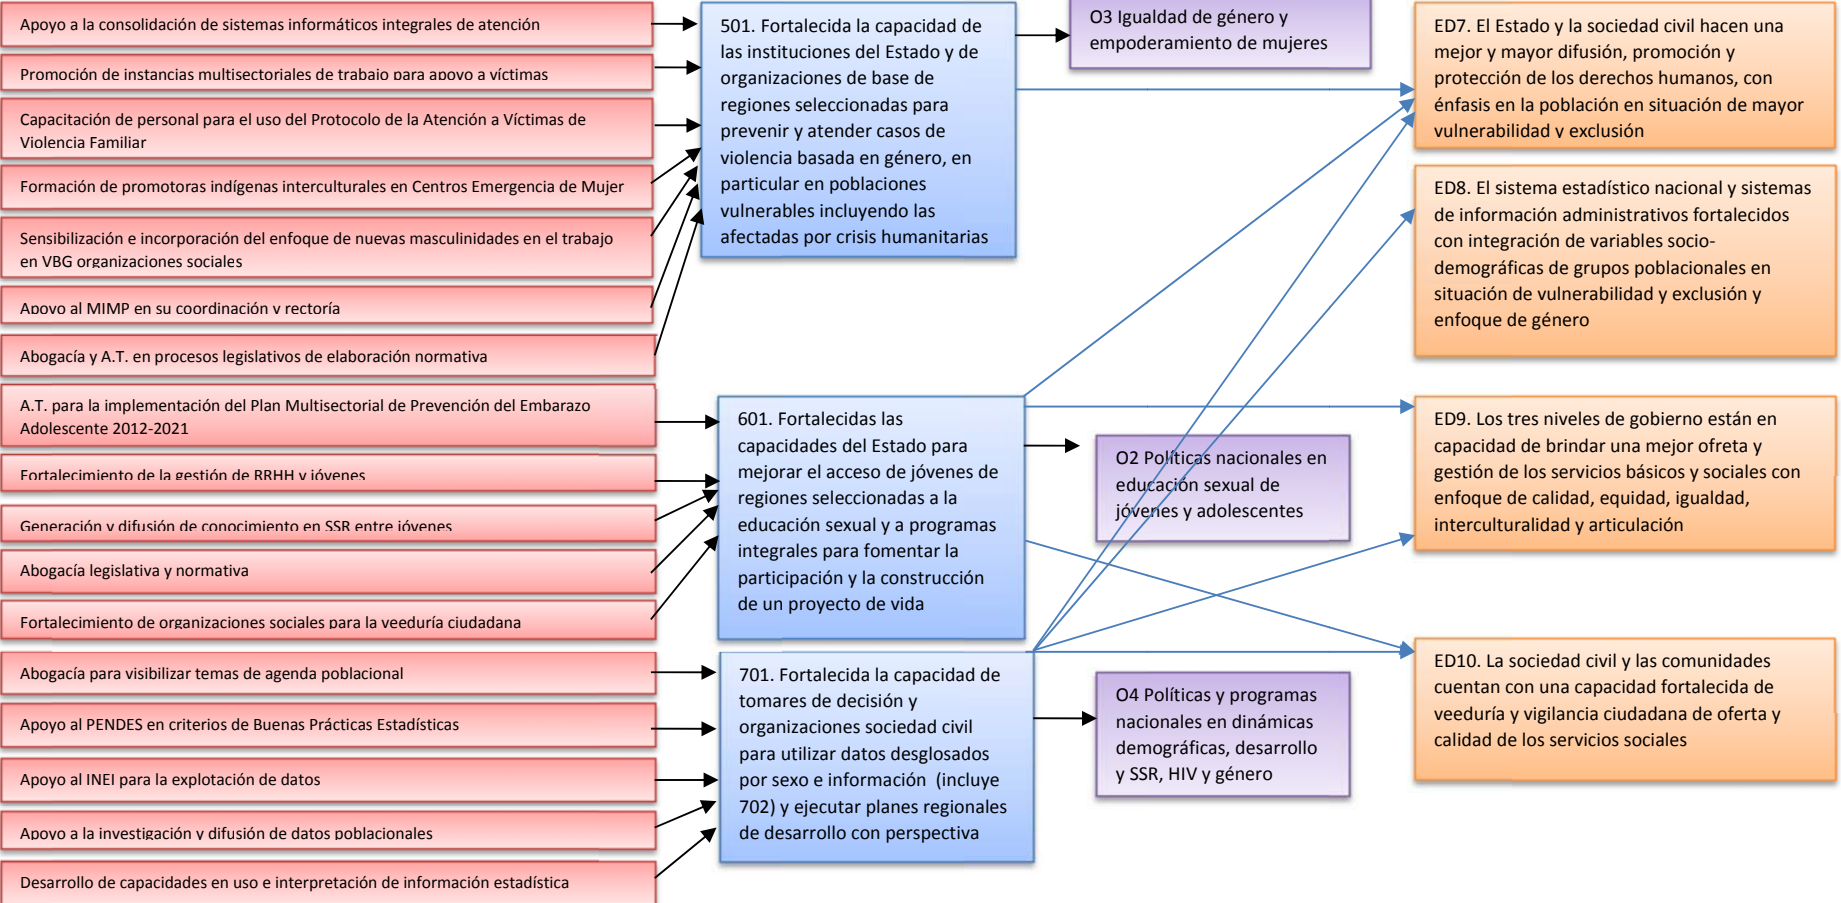 Apoyo a la consolidación de sistemas informáticos integrales de atención
Promoción de instancias multisectoriales de trabajo para apoyo a víctimas
Capacitación de personal para el uso del Protocolo de la Atención a Víctimas de
Violencia Familiar
Formación de promotoras indígenas interculturales en Centros Emergencia de Mujer
Sensibilización e incorporación del enfoque de nuevas masculinidades en el trabajo
en VBG organizaciones sociales
Apoyo al MIMP en su coordinación y rectoría
Abogacía y A.T. en procesos legislativos de elaboración normativa
A.T. para la implementación del Plan Multisectorial de Prevención del Embarazo
Adolescente 2012-2021
Fortalecimiento de la gestión de RRHH y jóvenes
Generación y difusión de conocimiento en SSR entre jóvenes
Abogacía legislativa y normativa
Fortalecimiento de organizaciones sociales para la veeduría ciudadana
Abogacía para visibilizar temas de agenda poblacional
Apoyo al PENDES en criterios de Buenas Prácticas Estadísticas
Apoyo al INEI para la explotación de datos
Apoyo a la investigación y difusión de datos poblacionales
Desarrollo de capacidades en uso e interpretación de información estadística
501. Fortalecida la capacidad de
las instituciones del Estado y de
organizaciones de base de
regiones seleccionadas para
prevenir y atender casos de
violencia basada en género, en
particular en poblaciones
vulnerables incluyendo las
afectadas por crisis humanitarias
601. Fortalecidas las
capacidades del Estado para
mejorar el acceso de jóvenes de
regiones seleccionadas a la
educación sexual y a programas
integrales para fomentar la
participación y la construcción
de un proyecto de vida
701. Fortalecida la capacidad de
tomares de decisión y
organizaciones sociedad civil
para utilizar datos desglosados
por sexo e información (incluye
702) y ejecutar planes regionales
de desarrollo con perspectiva
O3 Igualdad de género y
empoderamiento de mujeres
O2 Políticas nacionales en
educación sexual de
jóvenes y adolescentes
O4 Políticas y programas
nacionales en dinámicas
demográficas, desarrollo
y SSR, HIV y género
ED7. El Estado y la sociedad civil hacen una
mejor y mayor difusión, promoción y
protección de los derechos humanos, con
énfasis en la población en situación de mayor
vulnerabilidad y exclusión
ED8. El sistema estadístico nacional y sistemas
de información administrativos fortalecidos
con integración de variables socio-
demográficas de grupos poblacionales en
situación de vulnerabilidad y exclusión y
enfoque de género
ED9. Los tres niveles de gobierno están en
capacidad de brindar una mejor ofreta y
gestión de los servicios básicos y sociales con
enfoque de calidad, equidad, igualdad,
interculturalidad y articulación
ED10. La sociedad civil y las comunidades
cuentan con una capacidad fortalecida de
veeduría y vigilancia ciudadana de oferta y
calidad de los servicios sociales